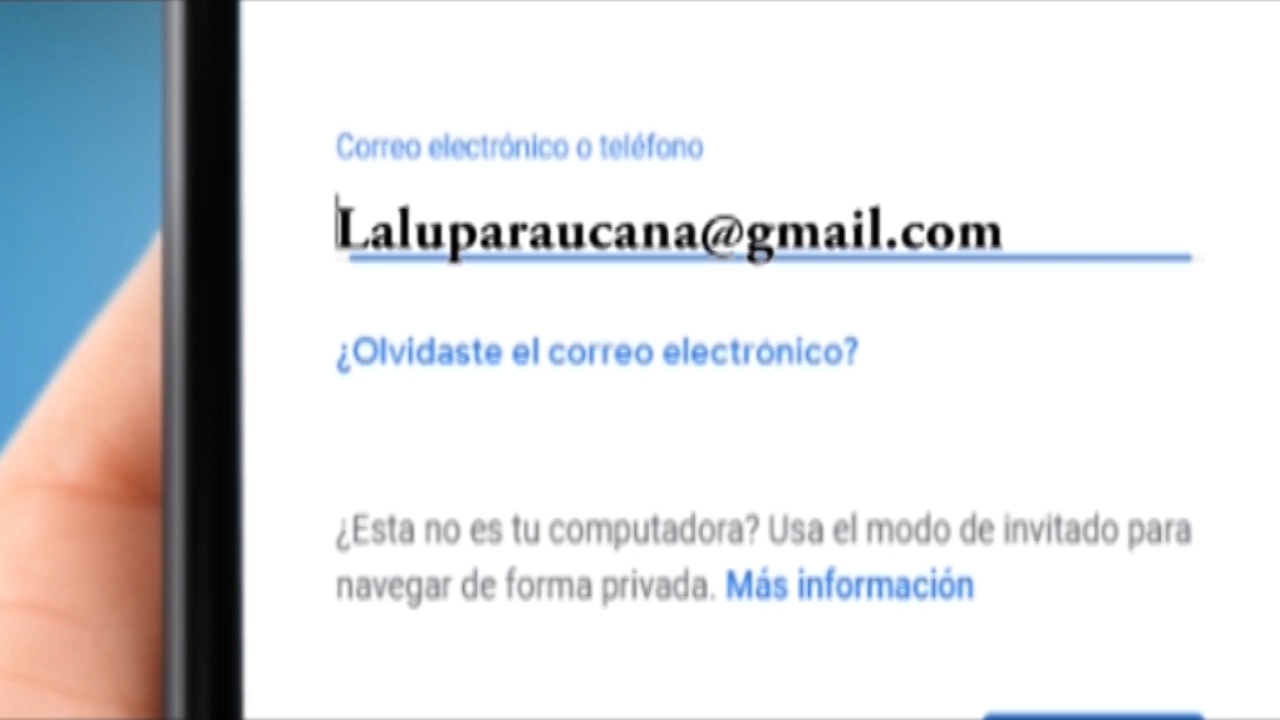 Correo electrónico o teléfono
Laluparaucana@gmail.com
¿Olvidaste el correo electrónico?
¿Esta no es tu computadora? Usa el modo de invitado para
navegar de forma privada. Más información